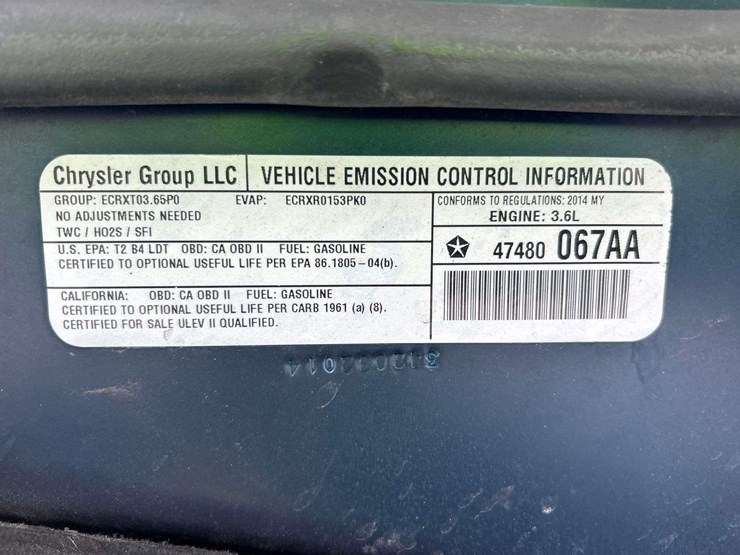 Chrysler Group LLC VEHICLE EMISSION CONTROL INFORMATION
GROUP: ECRXT03.65P0 EVAP: ECRXR0153PK0
NO ADJUSTMENTS NEEDED
TWC / HO2S / SFI
CONFORMS TO REGULATIONS: 2014 MY
ENGINE: 3.6L
U.S. EPA: T2 B4 LDT OBD: CA OBD II FUEL: GASOLINE
CERTIFIED TO OPTIONAL USEFUL LIFE PER EPA 86.1805-04(b).
47480 067AA
CALIFORNIA: OBD: CA OBD II FUEL: GASOLINE
CERTIFIED TO OPTIONAL USEFUL LIFE PER CARB 1961 (a) (8).
CERTIFIED FOR SALE ULEV II QUALIFIED.